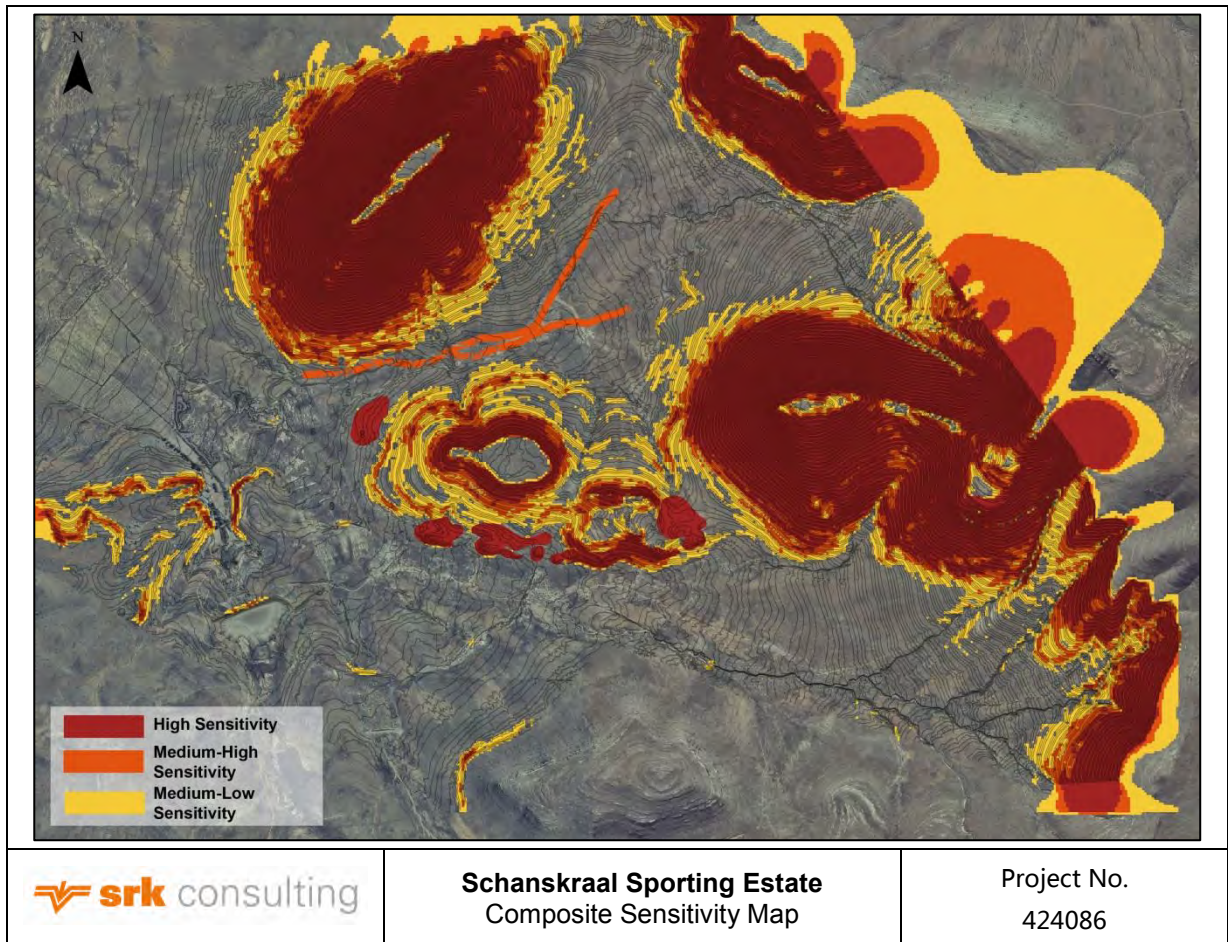 N
High Sensitivity
Medium-High
Sensitivity
Medium-Low
Sensitivity
srk consulting
Schanskraal Sporting Estate
Composite Sensitivity Map
Project No.
424086